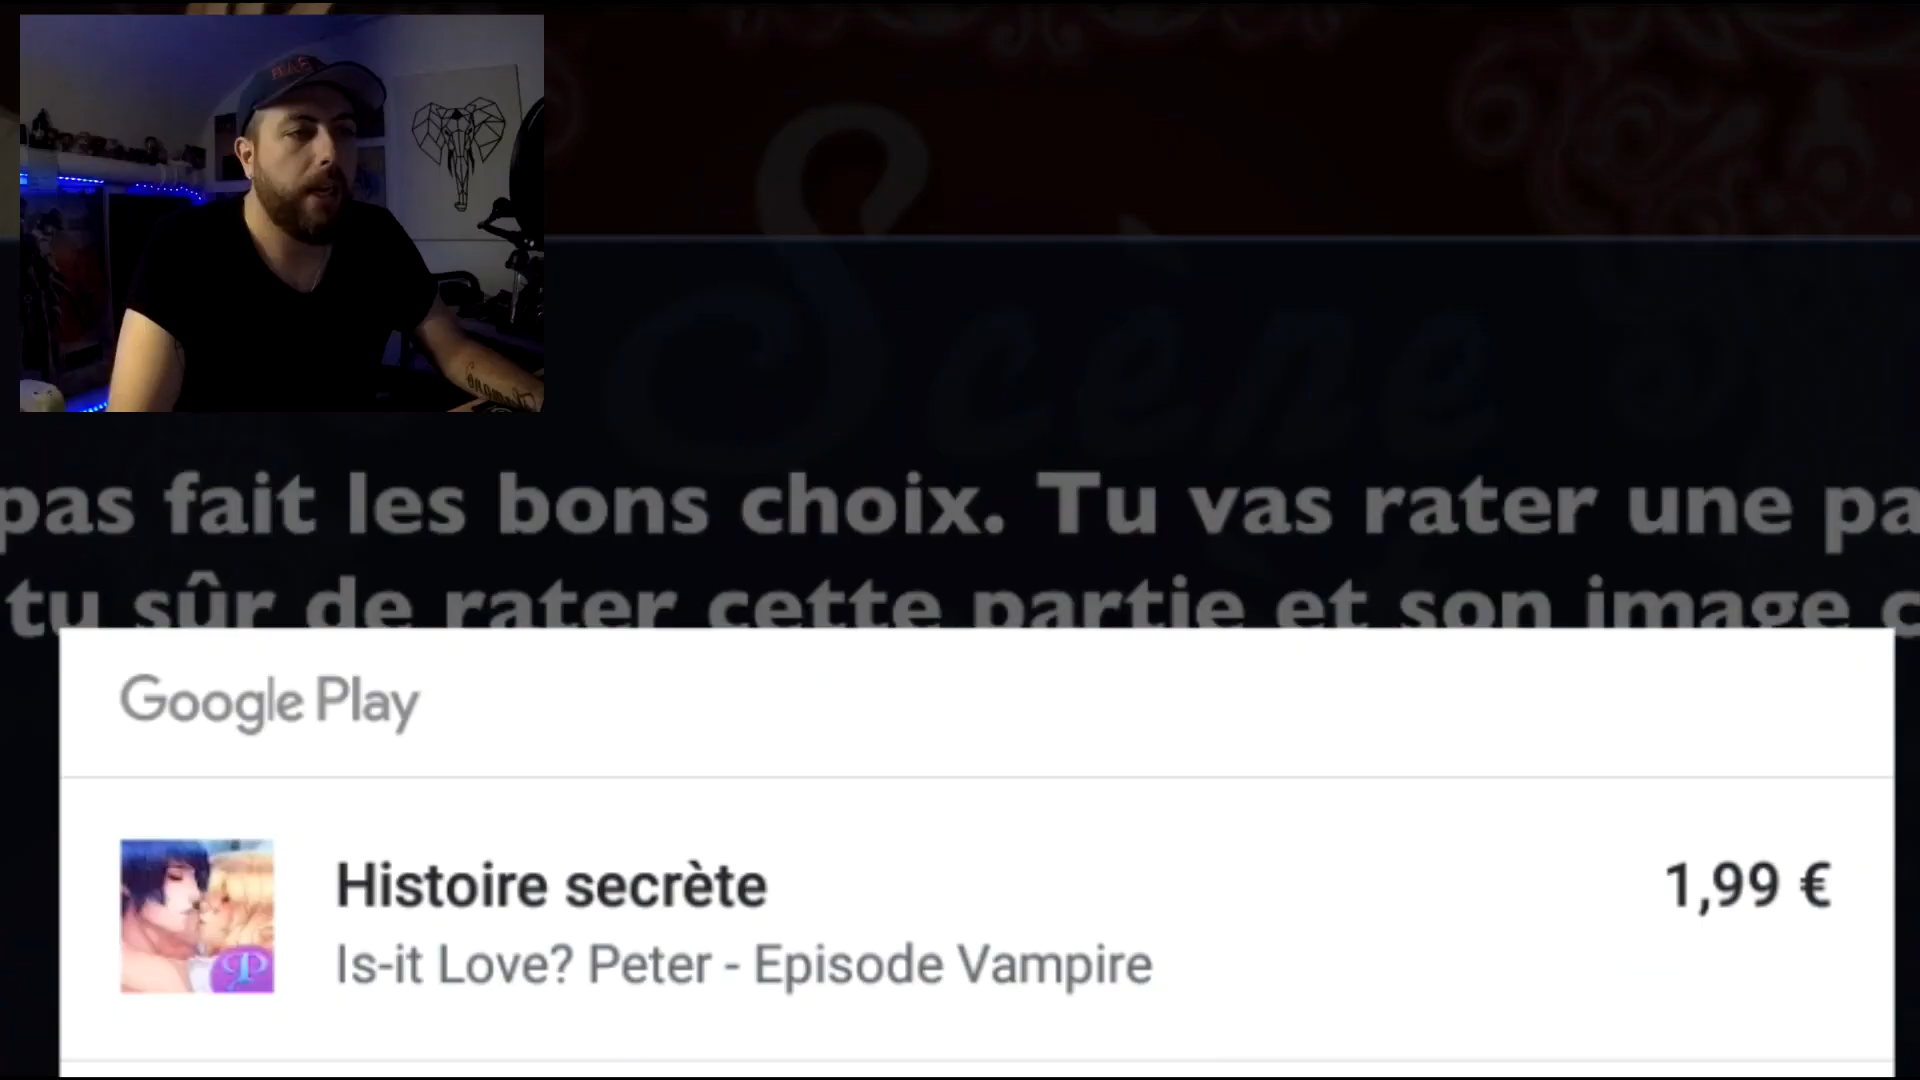 Scène
pas fait les bons choix. Tu vas rater une pa
tu sûr de rater cette partie et son image c
Google Play
Histoire secrète
1,99 €
Is-it Love? Peter - Episode Vampire